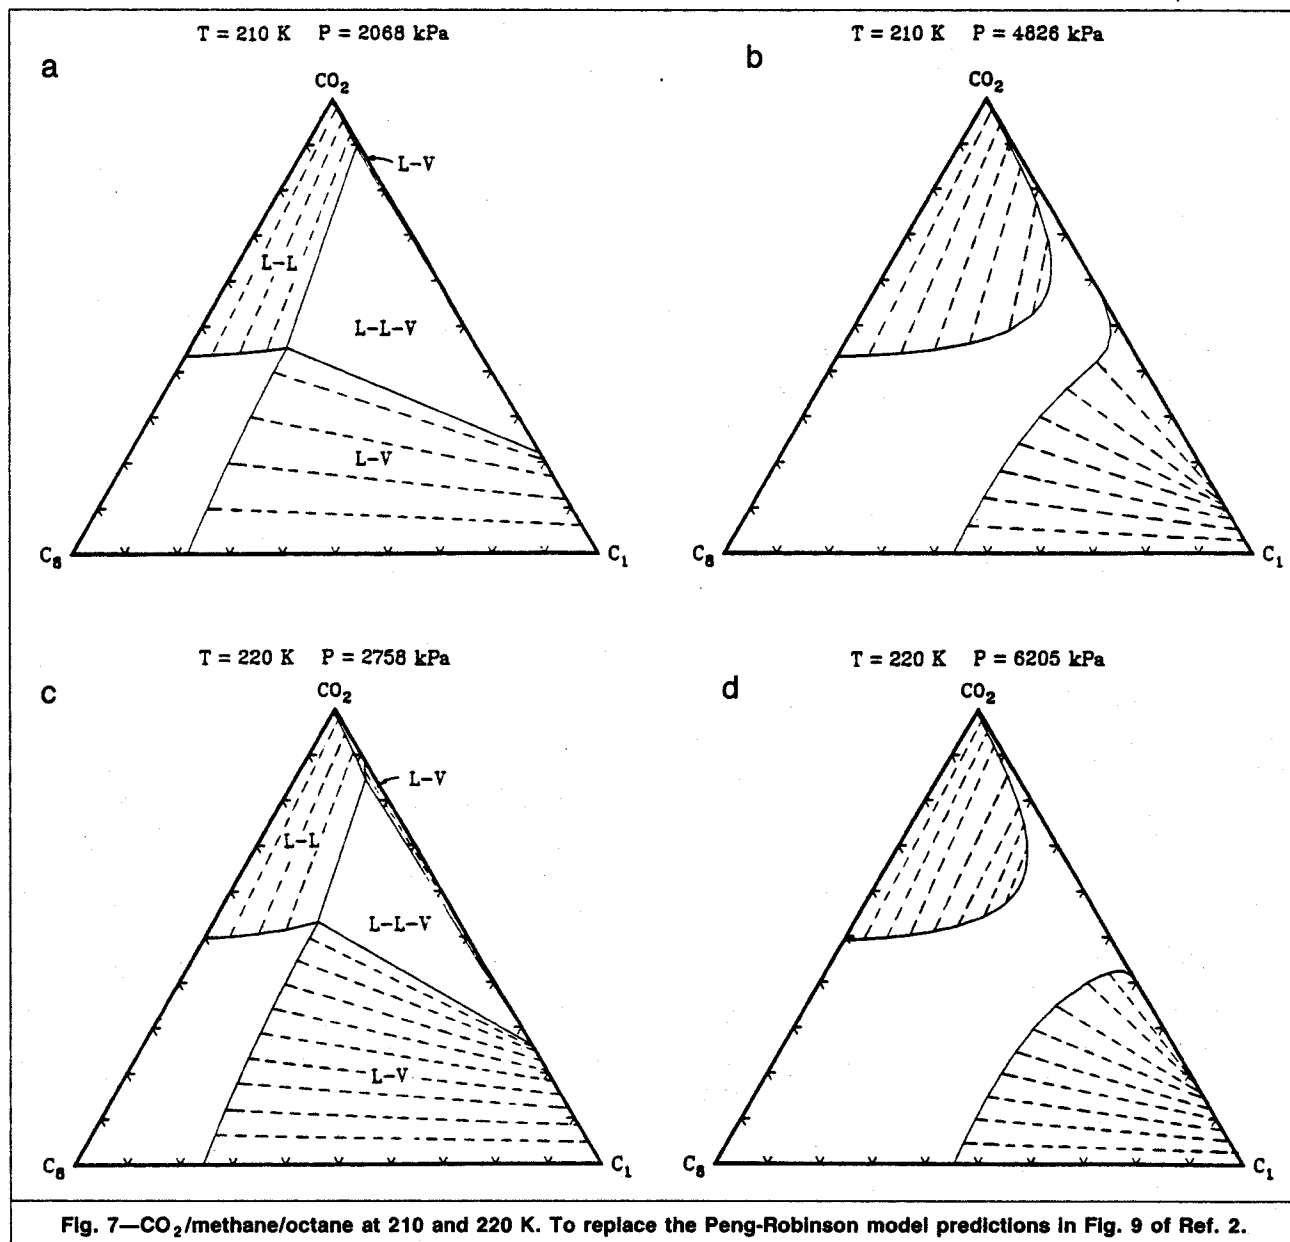 T = 210 K P = 2068 kPa
a
CO₂
L-V
L-L
L-L-V
L-V
C₈
C₁
T = 210 K P = 4826 kPa
b
CO₂
C₈
C₁
T = 220 K P = 2758 kPa
c
CO₂
L-V
L-L
L-L-V
L-V
C₈
C₁
T = 220 K P = 6205 kPa
d
CO₂
C₈
C₁
Fig. 7—CO₂/methane/octane at 210 and 220 K. To replace the Peng-Robinson model predictions in Fig. 9 of Ref. 2.